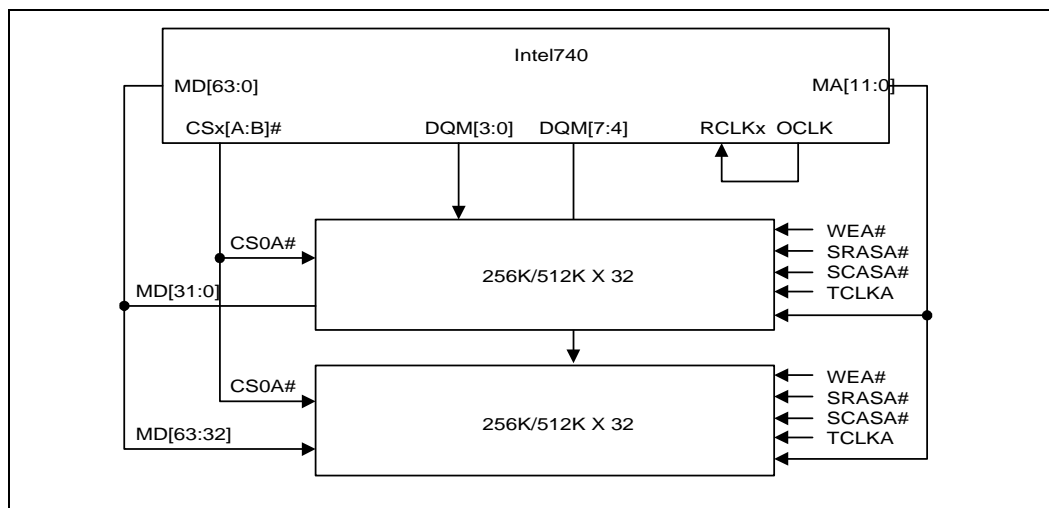 Intel740
MD[63:0]
MA[11:0]
CSx[A:B]#
DQM[3:0]
DQM[7:4]
RCLKx
OCLK
CS0A#
MD[31:0]
256K/512K X 32
WEA#
SRASA#
SCASA#
TCLKA
CS0A#
MD[63:32]
256K/512K X 32
WEA#
SRASA#
SCASA#
TCLKA